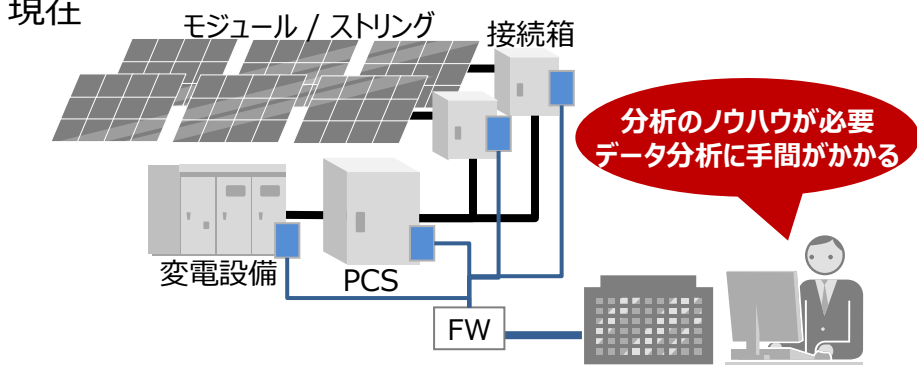 現在
モジュール / ストリング
接続箱
分析のノウハウが必要
データ分析に手間がかかる
変電設備
PCS
FW